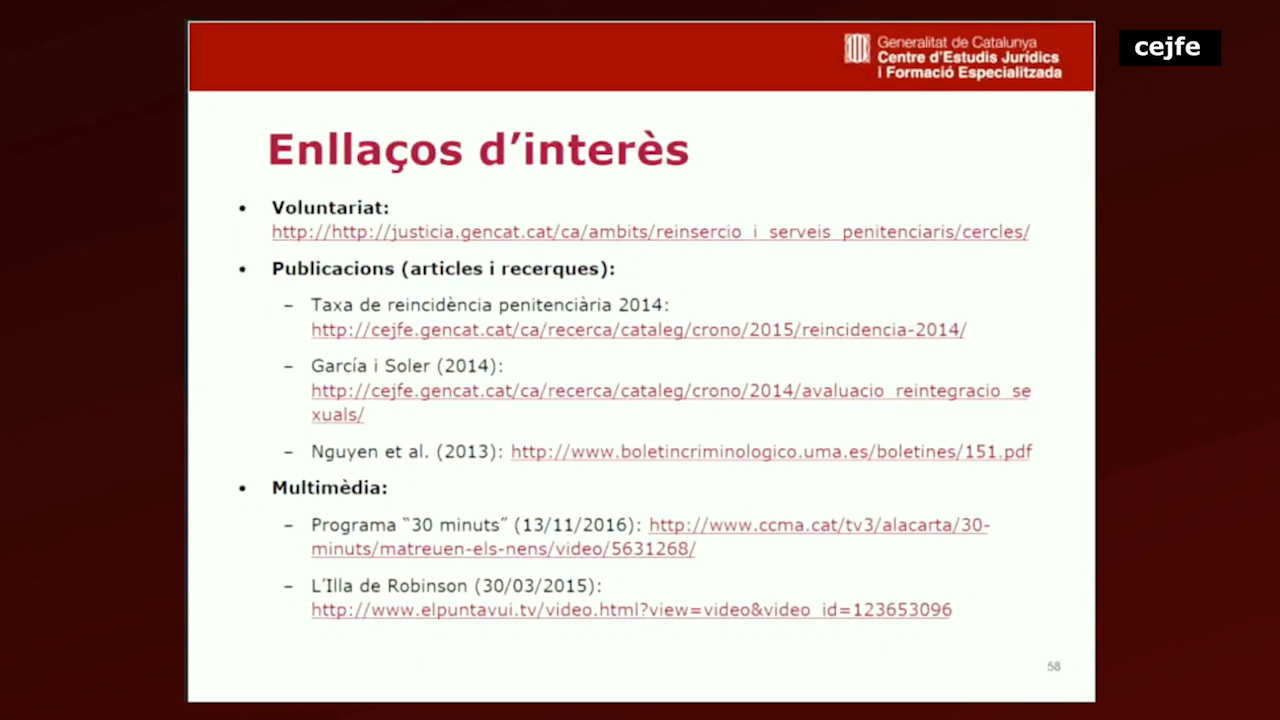 Generalitat de Catalunya
Centre d'Estudis Jurídics
i Formació Especialitzada
cejfe
Enllaços d'interès
• Voluntariat:
http://http://justicia.gencat.cat/ca/ambits/reinsercio_i_serveis_penitenciaris/cercles/
• Publicacions (articles i recerques):
– Taxa de reincidència penitenciària 2014:
http://cejfe.gencat.cat/ca/recerca/cataleg/crono/2015/reincidencia-2014/
– García i Soler (2014):
http://cejfe.gencat.cat/ca/recerca/cataleg/crono/2014/avaluacio_reintegracio_se
xuals/
– Nguyen et al. (2013): http://www.boletincriminologico.uma.es/boletines/151.pdf
• Multimèdia:
– Programa “30 minuts” (13/11/2016): http://www.ccma.cat/tv3/alacarta/30-
minuts/matreuen-els-nens/video/5631268/
– L’Illa de Robinson (30/03/2015):
http://www.elpuntavui.tv/video.html?view=video&video_id=123653096
58